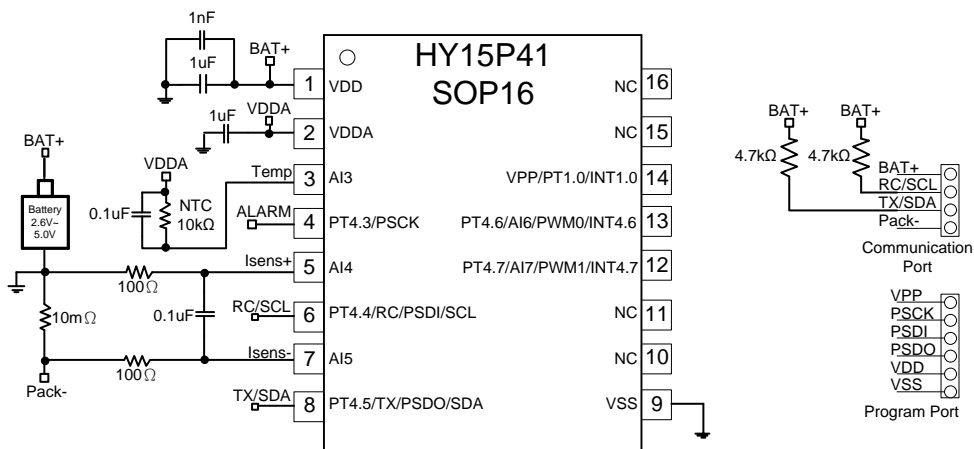 1nF
1uF
BAT+
1uF
VDDA
BAT+
Battery
2.6V~
5.0V
VDDA
0.1uF
NTC
10kΩ
Temp
ALARM
Isens+
100Ω
10mΩ
0.1uF
RC/SCL
100Ω
Isens-
Pack-
TX/SDA
HY15P41
SOP16
1 VDD
2 VDDA
3 AI3
4 PT4.3/PSCK
5 AI4
6 PT4.4/RC/PSDI/SCL
7 AI5
8 PT4.5/TX/PSDO/SDA
NC 16
NC 15
VPP/PT1.0/INT1.0 14
PT4.6/AI6/PWM0/INT4.6 13
PT4.7/AI7/PWM1/INT4.7 12
NC 11
NC 10
VSS 9
BAT+ BAT+
4.7kΩ 4.7kΩ
BAT+
RC/SCL
TX/SDA
Pack-
Communication
Port
VPP
PSCK
PSDI
PSDO
VDD
VSS
Program Port